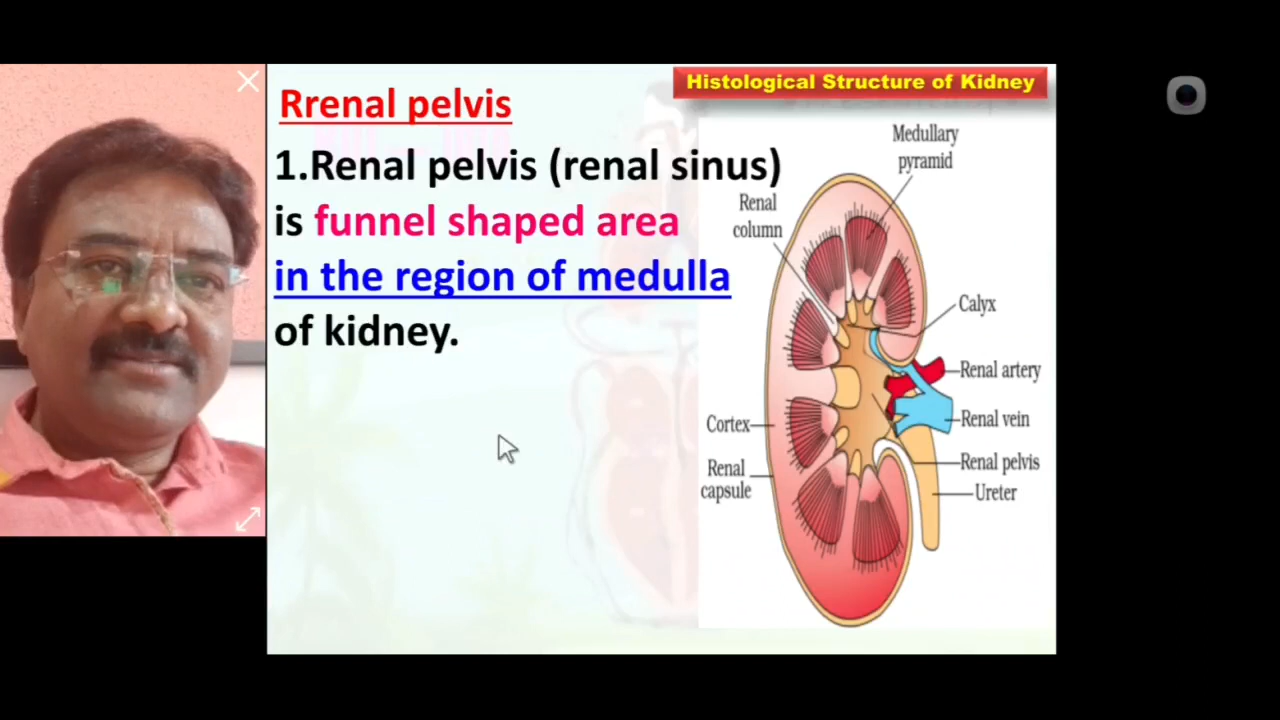 Histological Structure of Kidney
Rrenal pelvis
1.Renal pelvis (renal sinus)
is funnel shaped area
in the region of medulla
of kidney.
Medullary
pyramid
Renal
column
Calyx
Renal artery
Renal vein
Cortex
Renal pelvis
Renal
capsule
Ureter